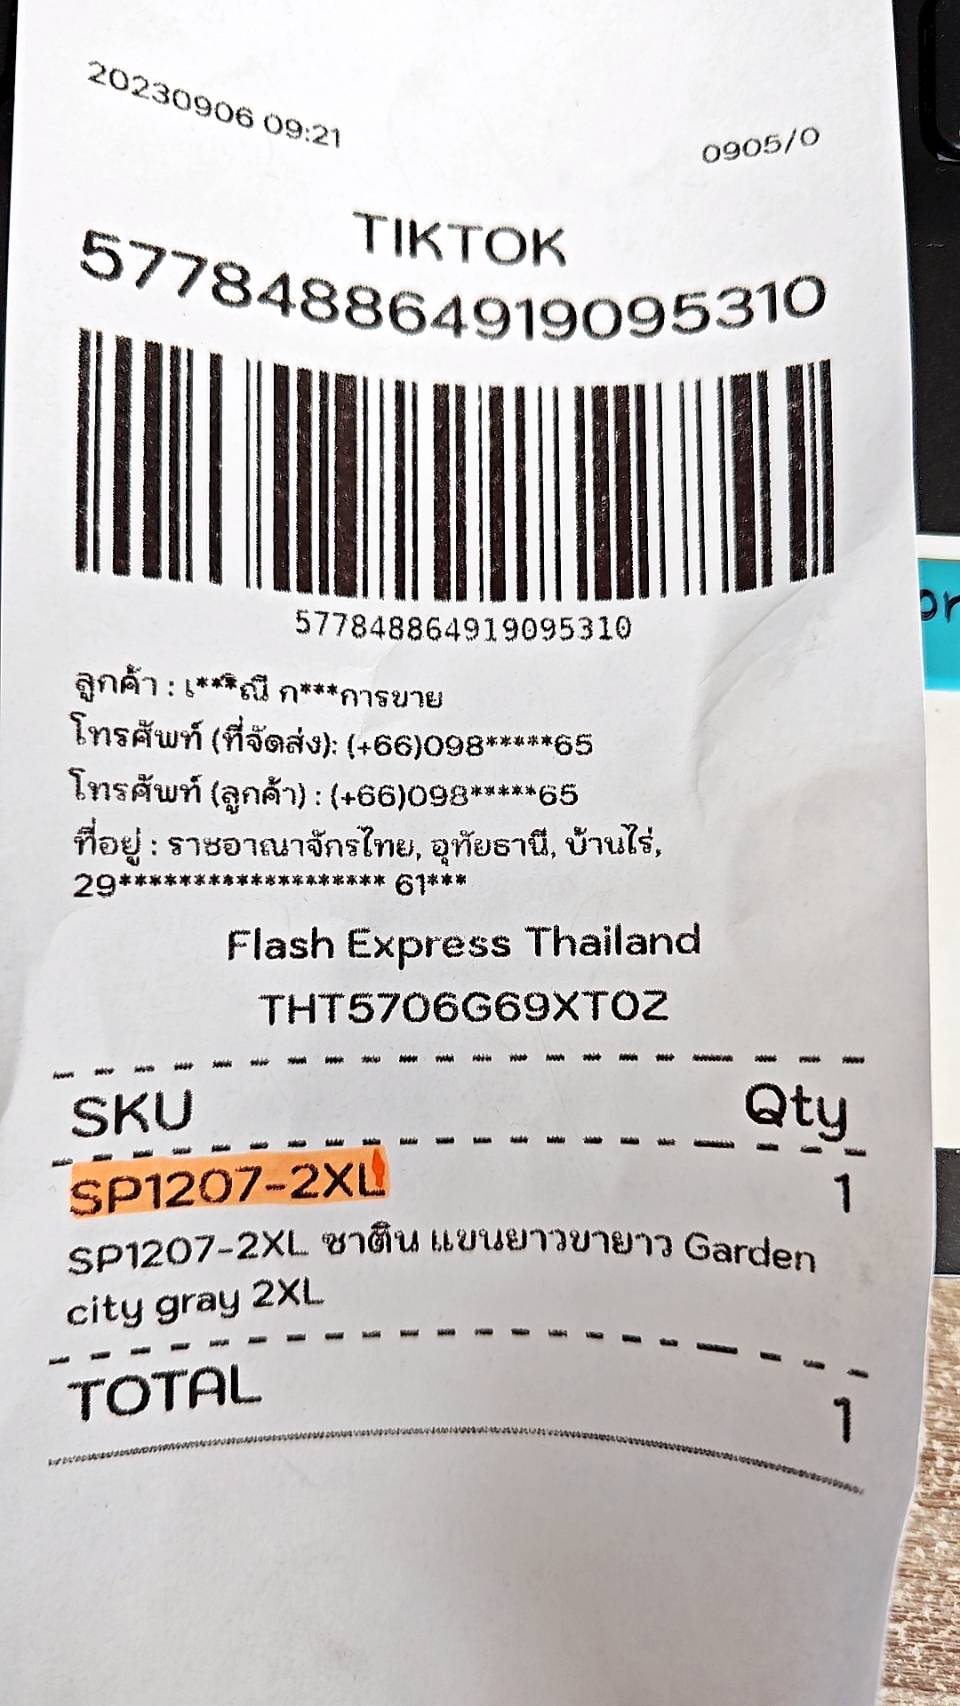 20230906 09:21
0905/0
TIKTOK
577848864919095310
577848864919095310
ลูกค้า : เ***ณี ก***การขาย
โทรศัพท์ (ที่จัดส่ง): (+66)098*****65
โทรศัพท์ (ลูกค้า) : (+66)098*****65
ที่อยู่ : ราชอาณาจักรไทย, อุทัยธานี, บ้านไร่,
29******************** 61***
Flash Express Thailand
THT5706G69XT0Z
SKU Qty
SP1207-2XL 1
SP1207-2XL ซาติน แขนยาวขายาว Garden
city gray 2XL
TOTAL 1